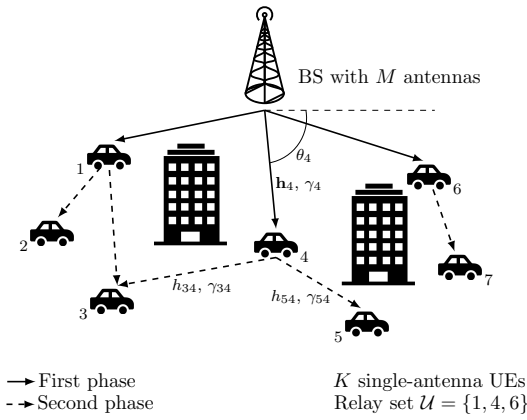 BS with M antennas
θ₄
1
h₄, γ₄
6
2
4
7
h₃₄, γ₃₄
h₅₄, γ₅₄
3
5
First phase
K single-antenna UEs
Second phase
Relay set 𝒰 = {1, 4, 6}